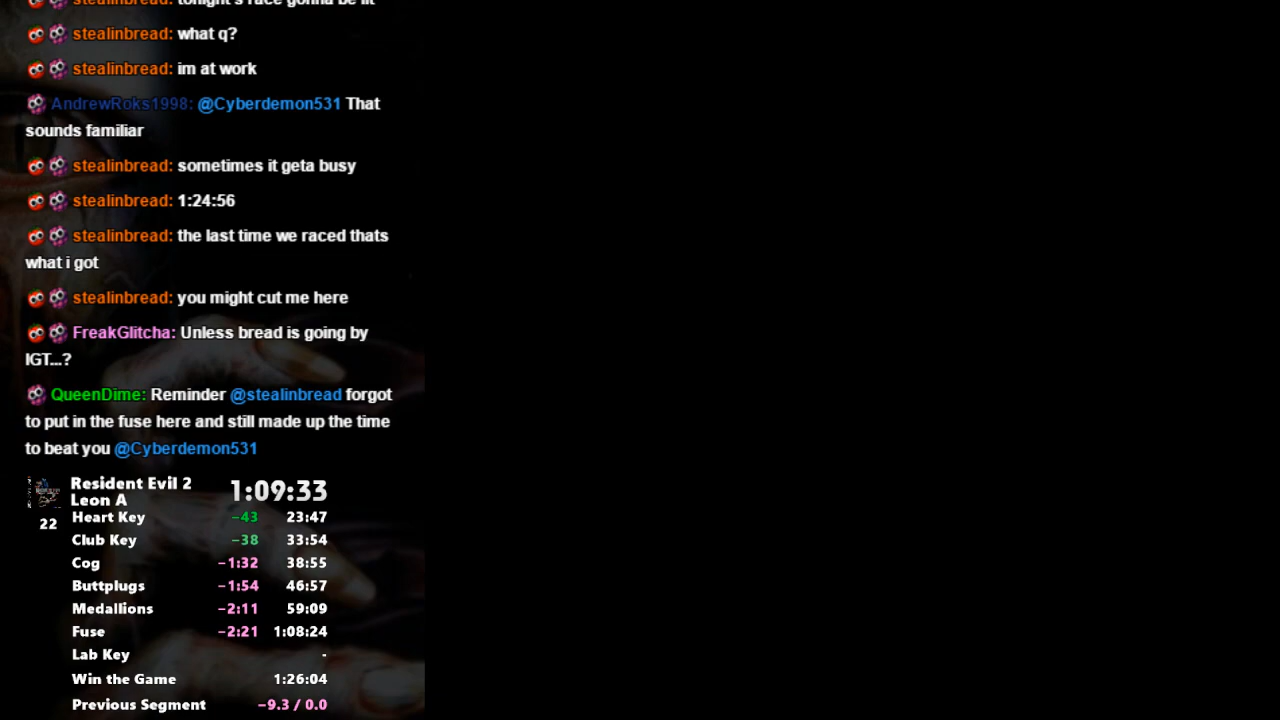 stealinbread: tonight's race gonna be lit
stealinbread: what q?
stealinbread: im at work
AndrewRoks1998: @Cyberdemon531 That
sounds familiar
stealinbread: sometimes it geta busy
stealinbread: 1:24:56
stealinbread: the last time we raced thats
what i got
stealinbread: you might cut me here
FreakGlitcha: Unless bread is going by
IGT...?
QueenDime: Reminder @stealinbread forgot
to put in the fuse here and still made up the time
to beat you @Cyberdemon531
Resident Evil 2
Leon A
1:09:33
22
Heart Key -43 23:47
Club Key -38 33:54
Cog -1:32 38:55
Buttplugs -1:54 46:57
Medallions -2:11 59:09
Fuse -2:21 1:08:24
Lab Key -
Win the Game 1:26:04
Previous Segment -9.3 / 0.0